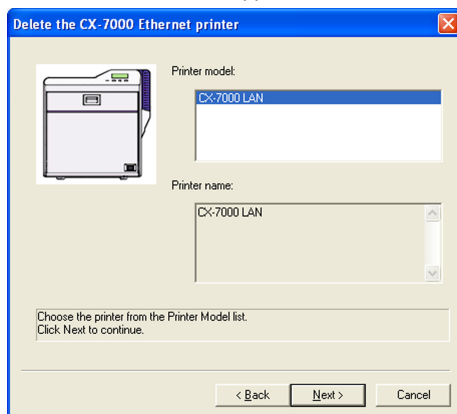 Delete the CX-7000 Ethernet printer
Printer model:
CX-7000 LAN
Printer name:
CX-7000 LAN
Choose the printer from the Printer Model list.
Click Next to continue.
< Back
Next >
Cancel